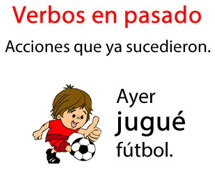 Verbos en pasado
Acciones que ya sucedieron.
Ayer
jugué
fútbol.